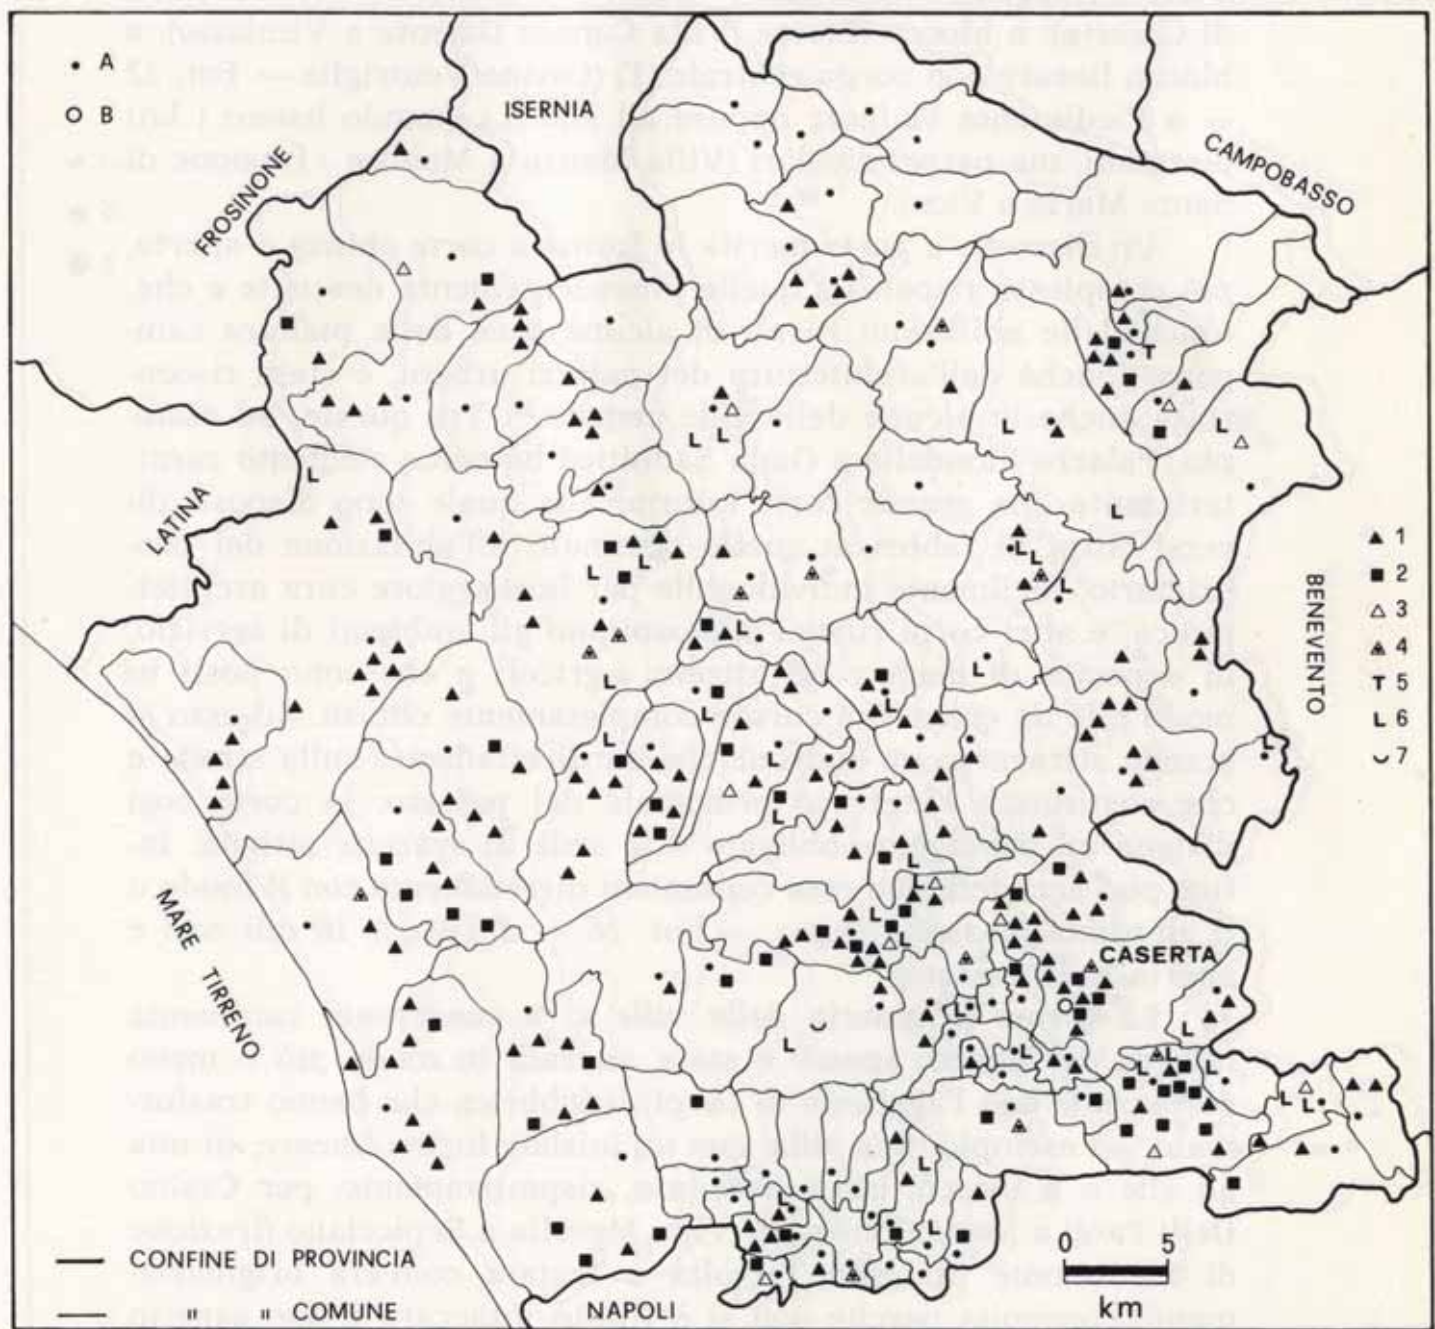 A
B
ISERNIA
FROSINONE
CAMPOBASSO
LATINA
BENEVENTO
1
2
3
4
T 5
L 6
7
MARE TIRRENO
CASERTA
NAPOLI
CONFINE DI PROVINCIA
" " COMUNE
0 5
km